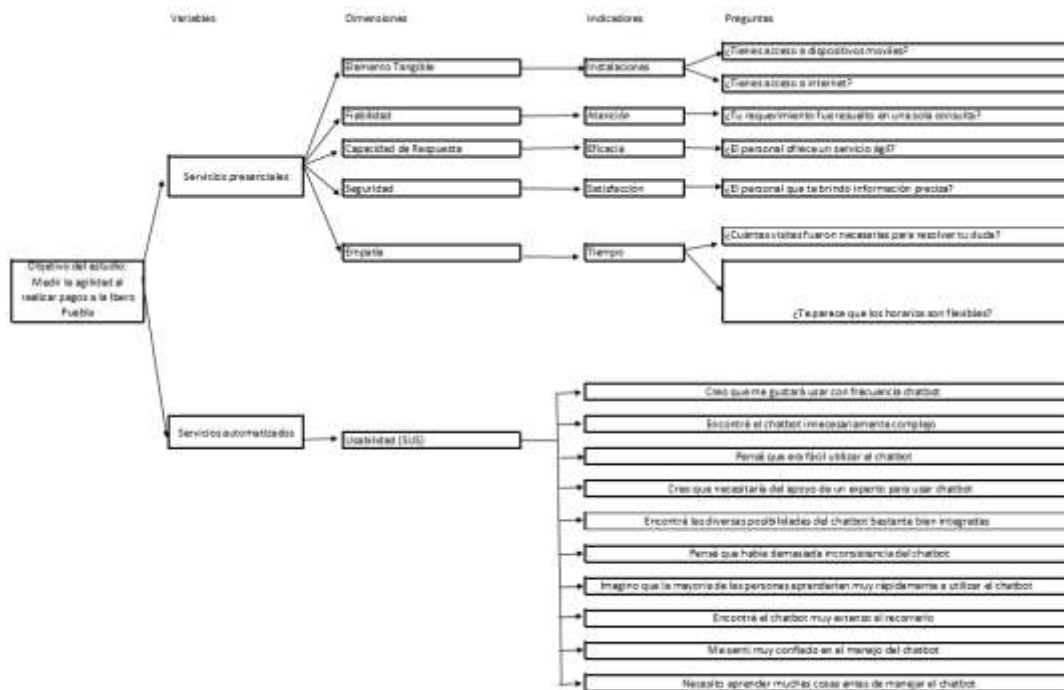 Variables Dimensiones Indicadores Preguntas
¿Tienes acceso a dispositivos moviles?
Elemento Tangible Instalaciones
¿Tienes acceso a internet?
Fiabilidad Atención ¿Tu requerimiento fue resuelto en una sola consulta?
Capacidad de Respuesta Eficacia ¿El personal ofrece un servicio ágil?
Servicios presenciales
Seguridad Satisfacción ¿El personal que te brindo información precisa?
¿Cuántas visitas fueron necesarias para resolver tu duda?
Empatía Tiempo
Objetivo del estudio:
Medir la agilidad al
realizar pagos a la Ibero
Puebla
¿Te parece que los horarios son flexibles?
Creo que me gustará usar con frecuencia chatbot
Encontré el chatbot innecesariamente complejo
Servicios automatizados Usabilidad (SUS)
Pensé que era fácil utilizar el chatbot
Creo que necesitaría del apoyo de un experto para usar chatbot
Encontré las diversas posibilidades del chatbot bastante bien integradas
Pensé que había demasiada inconsistencia del chatbot
Imagino que la mayoría de las personas aprenderían muy rápidamente a utilizar el chatbot
Encontré el chatbot muy al recorrerlo
Me sentí muy confiado en el manejo del chatbot
Necesito aprender muchas cosas antes de manejar el chatbot